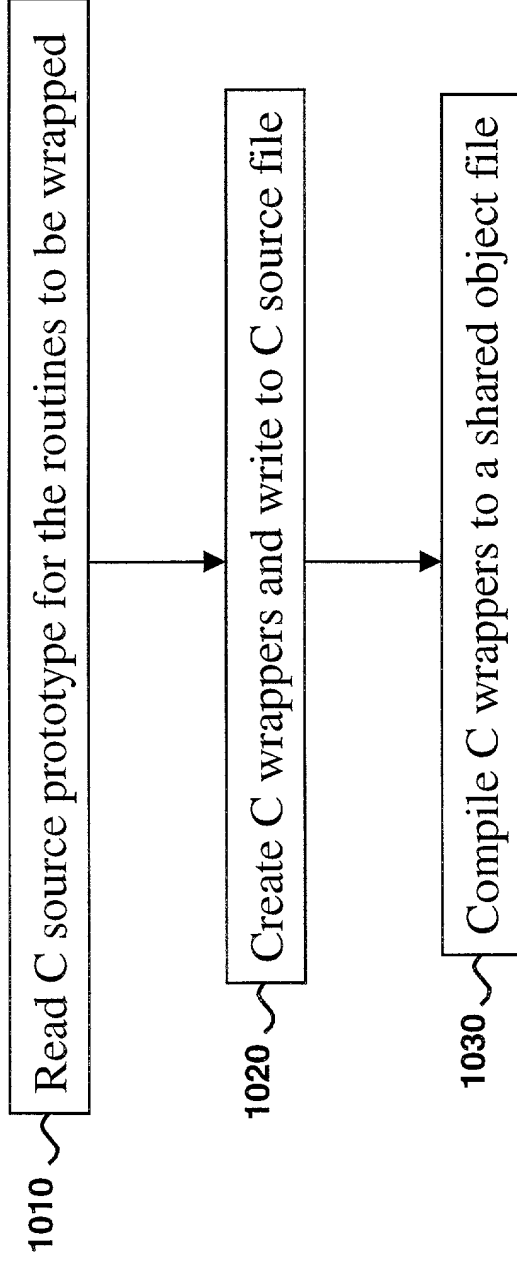 1010
Read C source prototype for the routines to be wrapped
1020
Create C wrappers and write to C source file
1030
Compile C wrappers to a shared object file